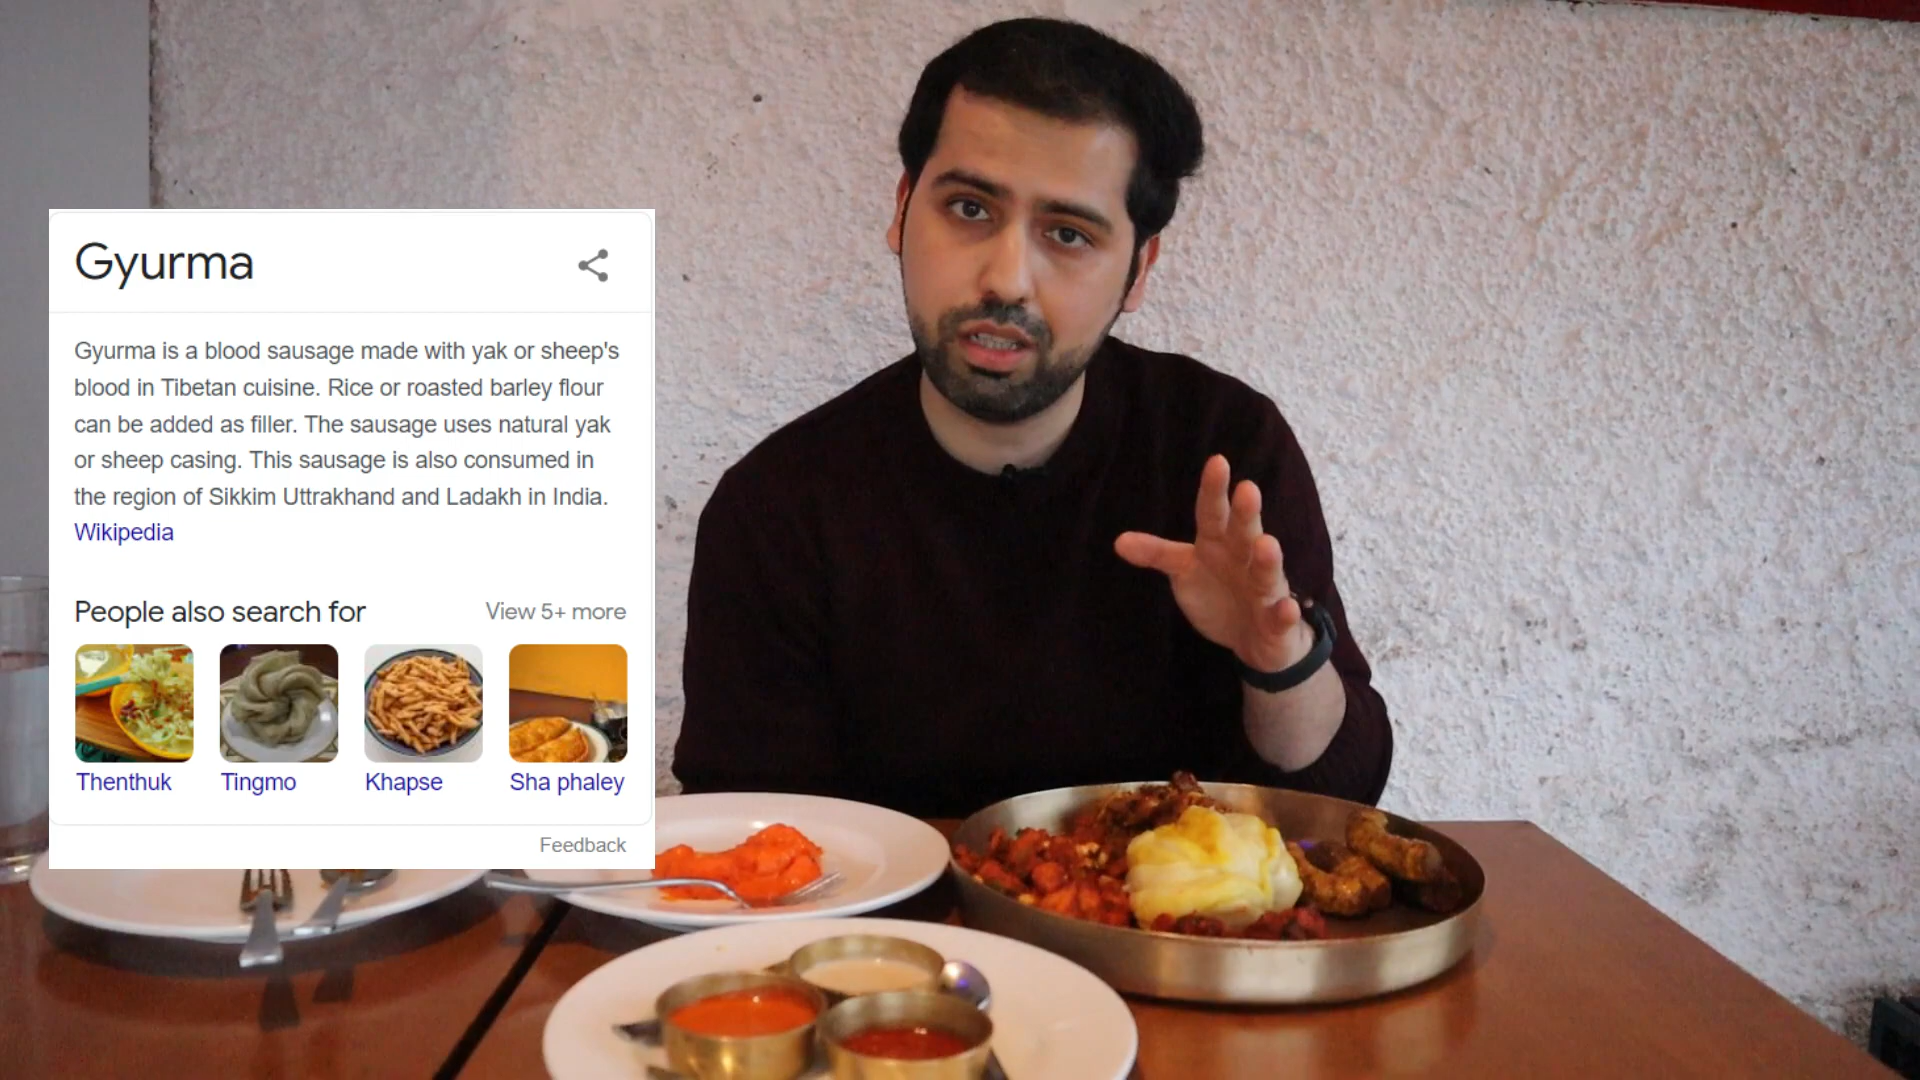 Gyurma
Gyurma is a blood sausage made with yak or sheep's
blood in Tibetan cuisine. Rice or roasted barley flour
can be added as filler. The sausage uses natural yak
or sheep casing. This sausage is also consumed in
the region of Sikkim Uttrakhand and Ladakh in India.
Wikipedia
People also search for
View 5+ more
Thenthuk
Tingmo
Khapse
Sha phaley
Feedback